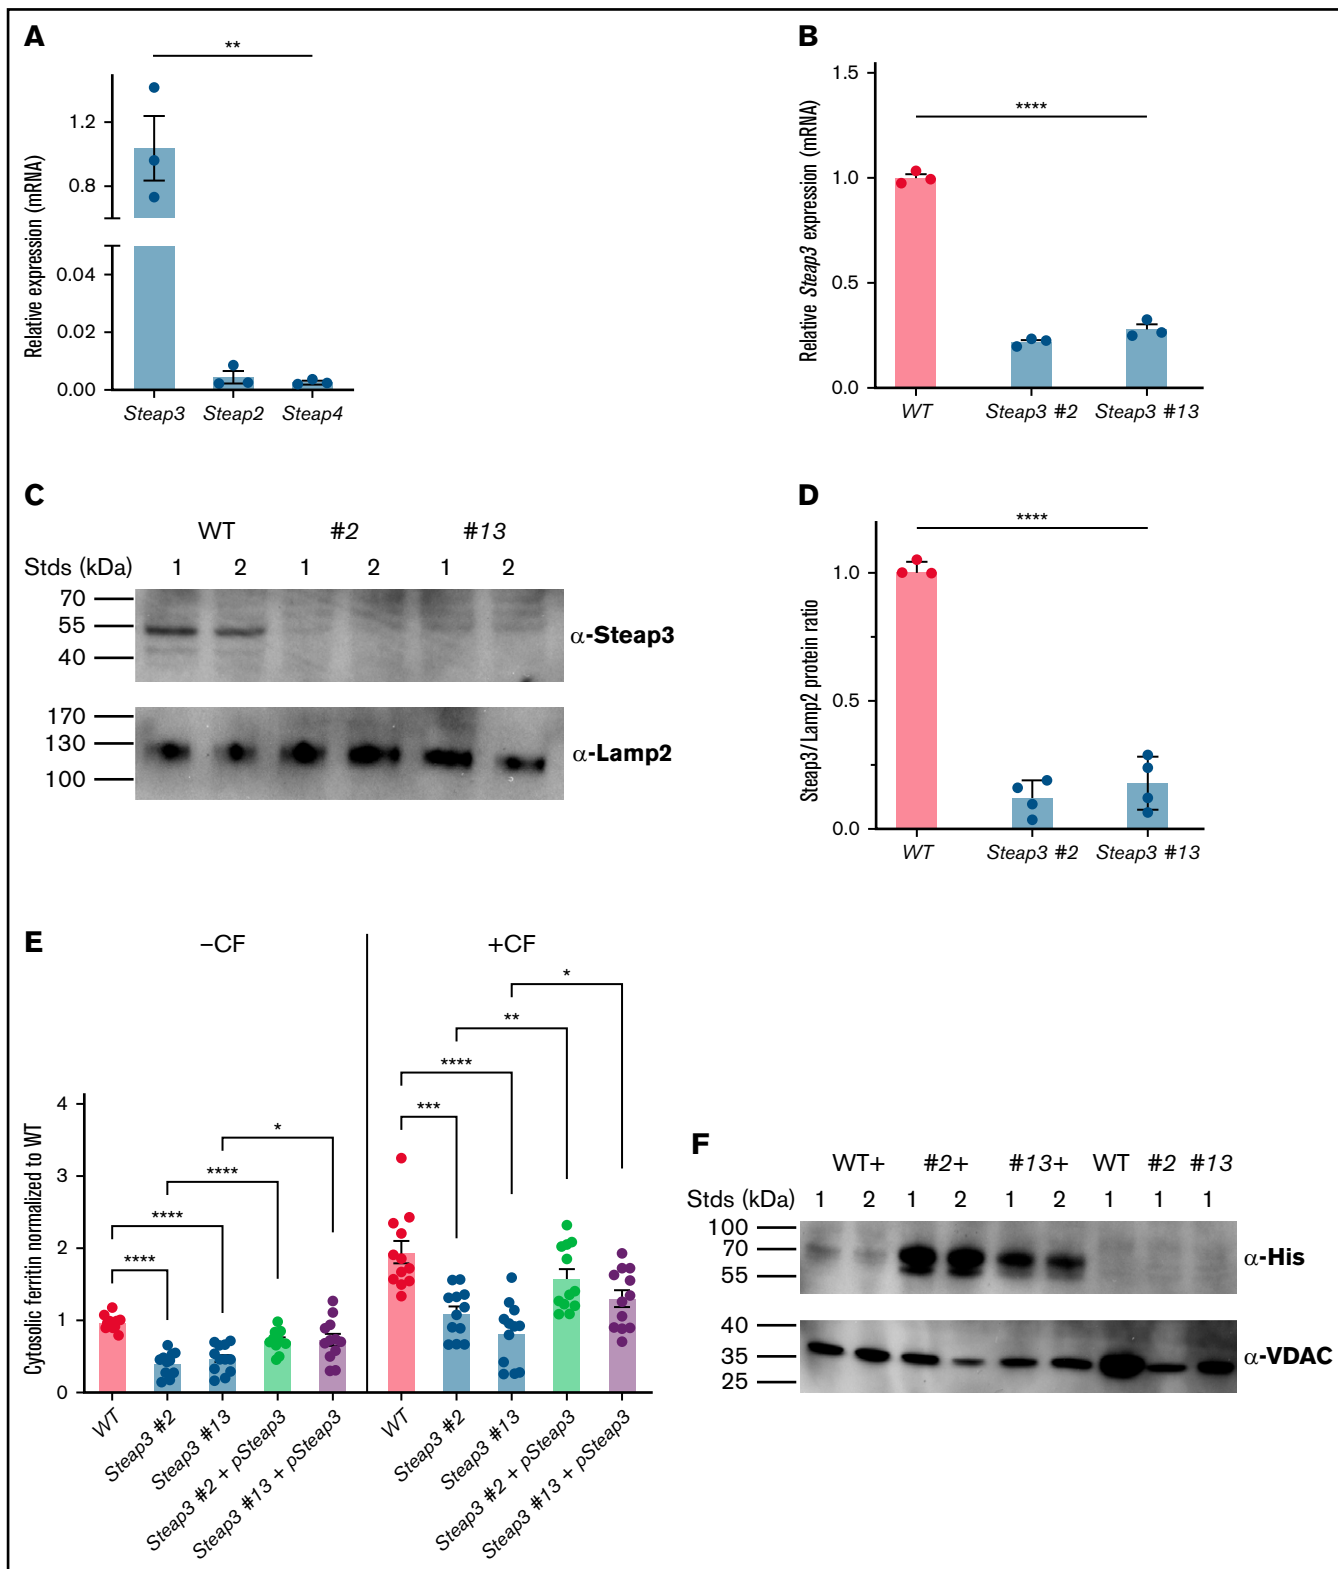 A
**
Relative expression (mRNA)
1.2
0.8
0.04
0.02
0.00
Steap3 Steap2 Steap4
B
****
Relative Steap3 expression (mRNA)
1.5
1.0
0.5
0.0
WT Steap3 #2 Steap3 #13
C
WT #2 #13
Stds (kDa) 1 2 1 2 1 2
70
55
40
α-Steap3
170
130
100
α-Lamp2
D
****
Steap3/Lamp2 protein ratio
1.0
0.5
0.0
WT Steap3 #2 Steap3 #13
E
–CF +CF
*
**
****
***
*
****
****
****
Cytosolic ferritin normalized to WT
4
3
2
1
0
WT
Steap3 #2
Steap3 #13
Steap3 #2 + pSteap3
Steap3 #13 + pSteap3
WT
Steap3 #2
Steap3 #13
Steap3 #2 + pSteap3
Steap3 #13 + pSteap3
F
WT+ #2+ #13+ WT #2 #13
Stds (kDa) 1 2 1 2 1 2 1 1 1
100
70
55
α-His
40
35
25
α-VDAC